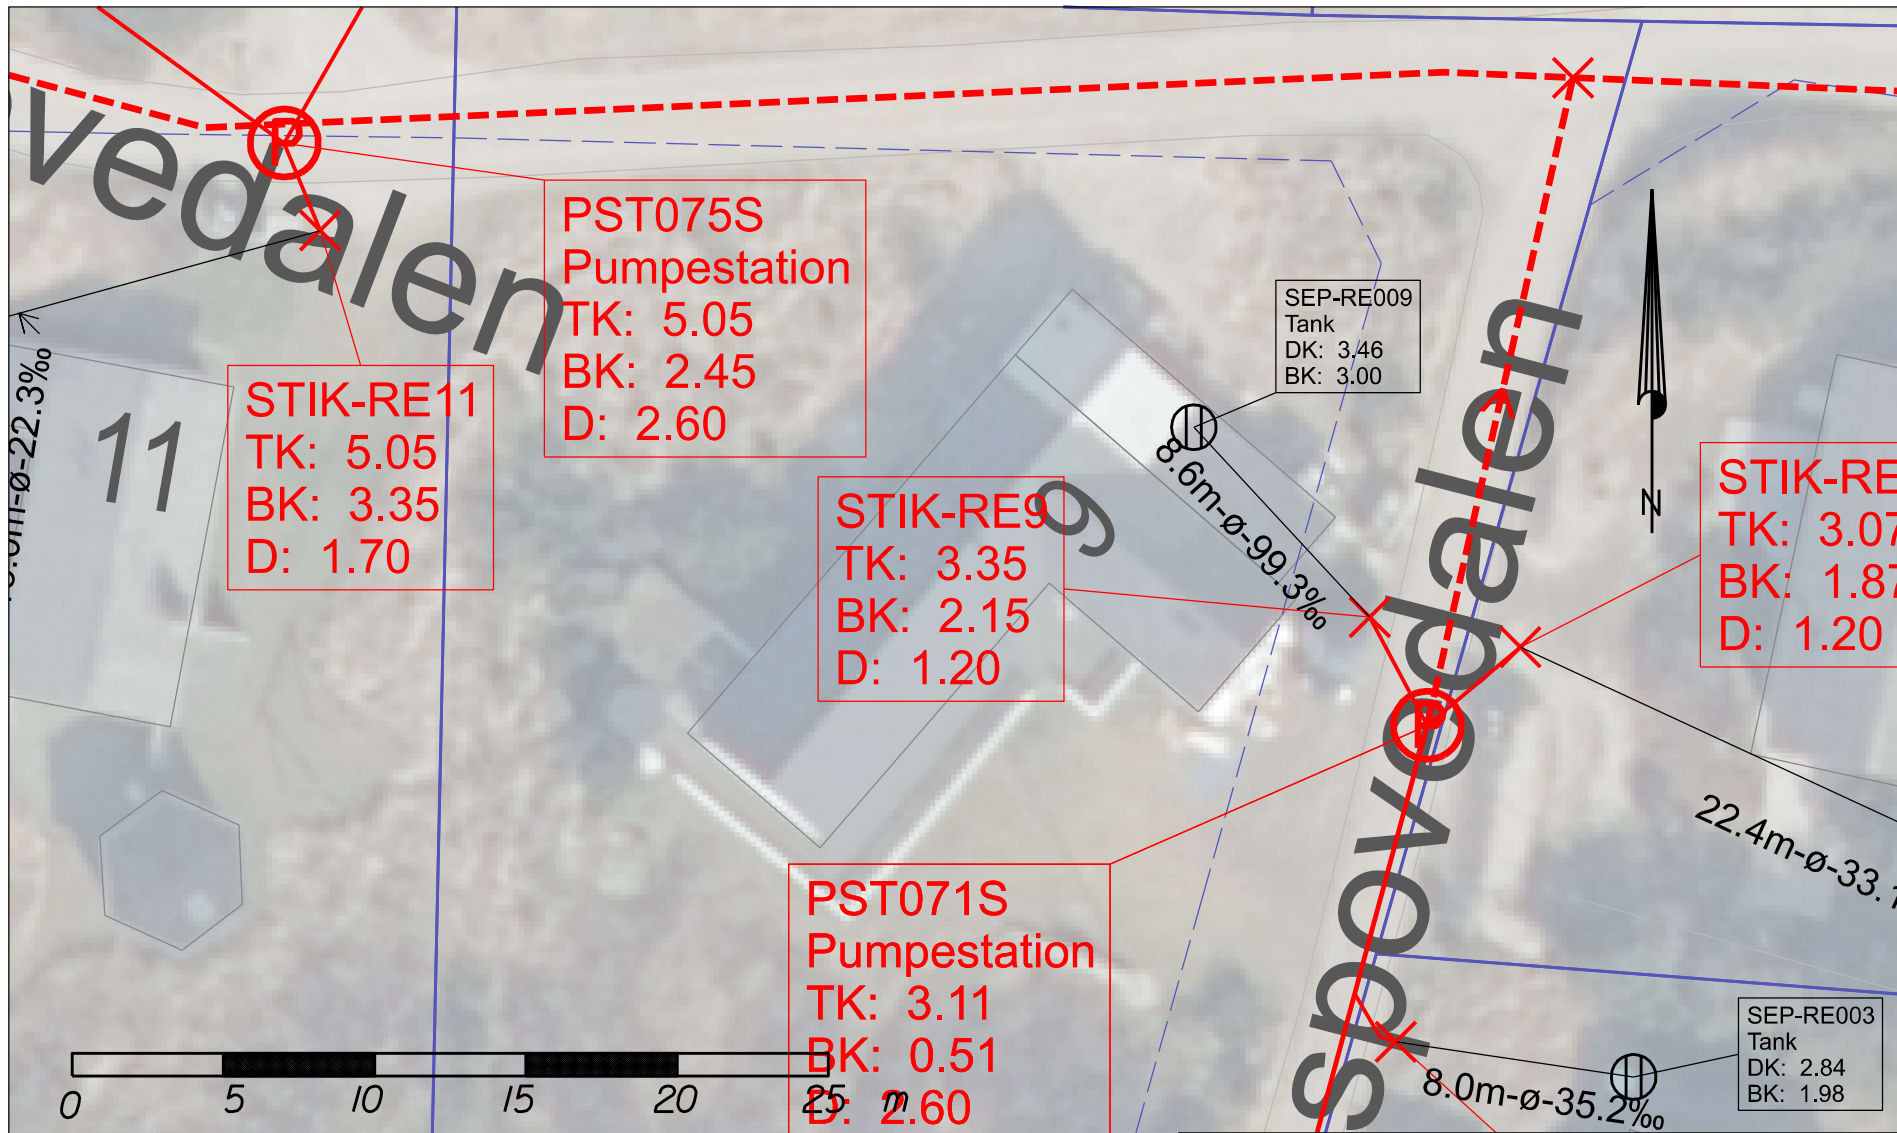 vedalen
PST075S
Pumpestation
TK: 5.05
BK: 2.45
D: 2.60
STIK-RE11
TK: 5.05
BK: 3.35
D: 1.70
11
m-ø-22.3‰
SEP-RE009
Tank
DK: 3.46
BK: 3.00
8.6m-ø-99.3‰
9
STIK-RE9
TK: 3.35
BK: 2.15
D: 1.20
N
STIK-RE
TK: 3.07
BK: 1.87
D: 1.20
Skovdalen
22.4m-ø-33.1
PST071S
Pumpestation
TK: 3.11
BK: 0.51
D: 2.60
0 5 10 15 20 25 m
8.0m-ø-35.2‰
SEP-RE003
Tank
DK: 2.84
BK: 1.98